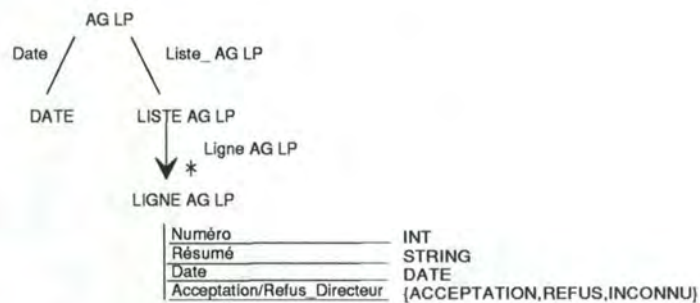 AG LP
Date
Liste_ AG LP
DATE
LISTE AG LP
Ligne AG LP
*
LIGNE AG LP
Numéro INT
Résumé STRING
Date DATE
Acceptation/Refus_Directeur {ACCEPTATION,REFUS,INCONNU}